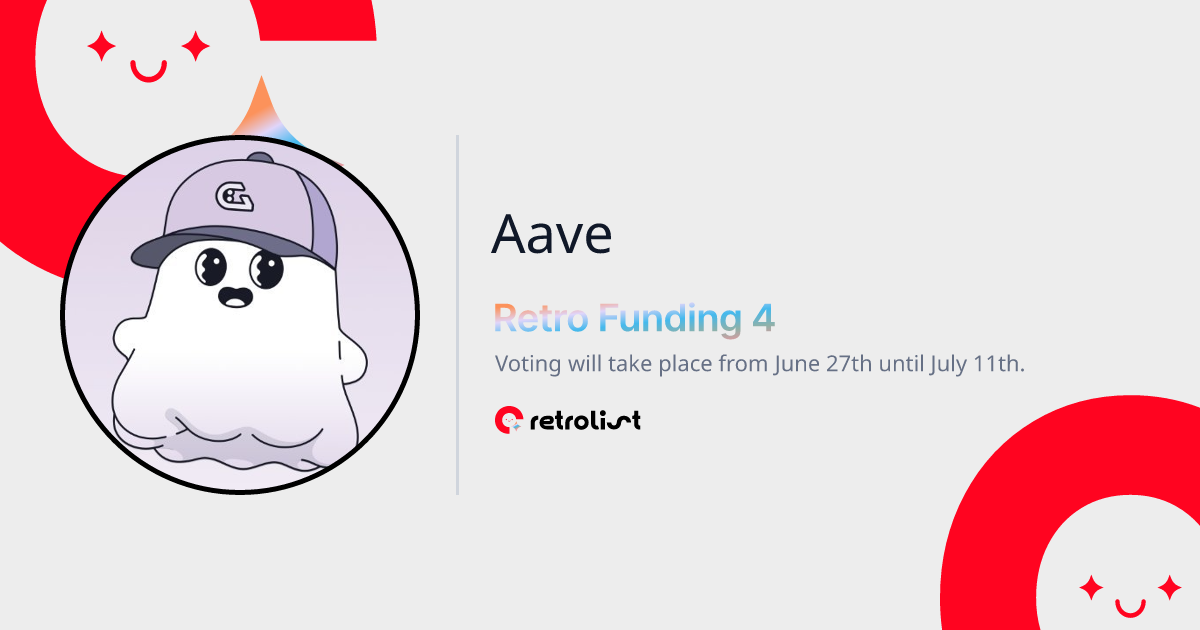 G
Aave
Retro Funding 4
Voting will take place from June 27th until July 11th.
retrolist